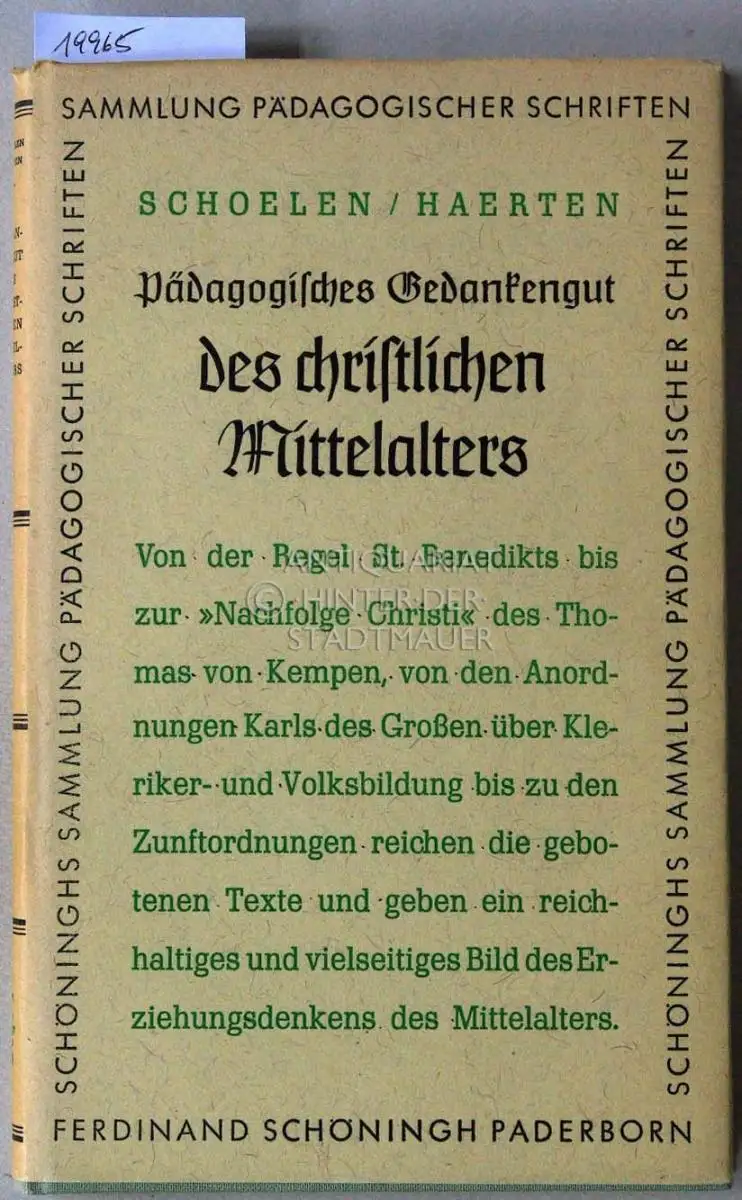 19965
SAMMLUNG PÄDAGOGISCHER SCHRIFTEN
SCHÖNINGHS SAMMLUNG PÄDAGOGISCHER SCHRIFTEN
SCHOELEN / HAERTEN
Pädagogiſches Gedankengut
des chriſtlichen
Mittelalters
Von · der · Regel St. Benedikts · bis
zur · »Nachfolge · Christi« · des · Tho-
mas · von · Kempen, · von · den · Anord-
nungen Karls · des · Großen · über · Kle-
riker- · und · Volksbildung · bis · zu · den
Zunftordnungen · reichen · die · gebo-
tenen · Texte · und · geben · ein · reich-
haltiges und vielseitiges Bild des Er-
ziehungsdenkens · des · Mittelalters.
ANTIQUARIAT
© · HINTER · DER ·
STADTMAUER
SCHÖNINGHS SAMMLUNG PÄDAGOGISCHER SCHRIFTEN
FERDINAND SCHÖNINGH PADERBORN